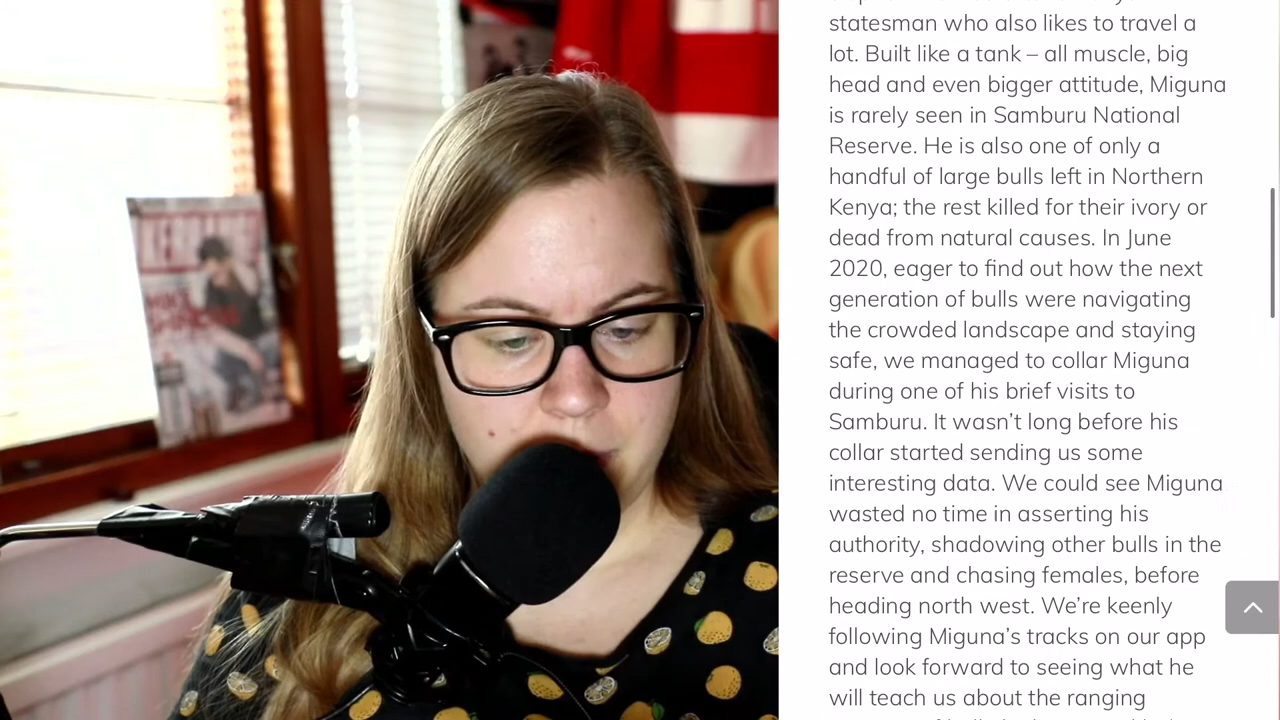 statesman who also likes to travel a
lot. Built like a tank – all muscle, big
head and even bigger attitude, Miguna
is rarely seen in Samburu National
Reserve. He is also one of only a
handful of large bulls left in Northern
Kenya; the rest killed for their ivory or
dead from natural causes. In June
2020, eager to find out how the next
generation of bulls were navigating
the crowded landscape and staying
safe, we managed to collar Miguna
during one of his brief visits to
Samburu. It wasn’t long before his
collar started sending us some
interesting data. We could see Miguna
wasted no time in asserting his
authority, shadowing other bulls in the
reserve and chasing females, before
heading north west. We’re keenly
following Miguna’s tracks on our app
and look forward to seeing what he
will teach us about the ranging